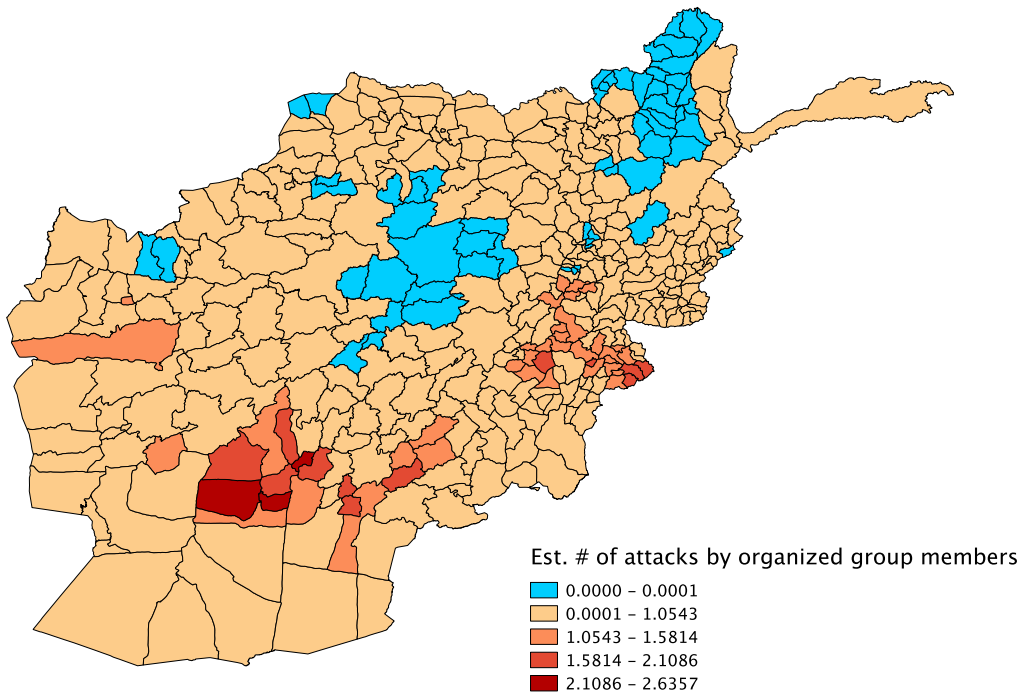 Est. # of attacks by organized group members
0.0000 – 0.0001
0.0001 – 1.0543
1.0543 – 1.5814
1.5814 – 2.1086
2.1086 – 2.6357